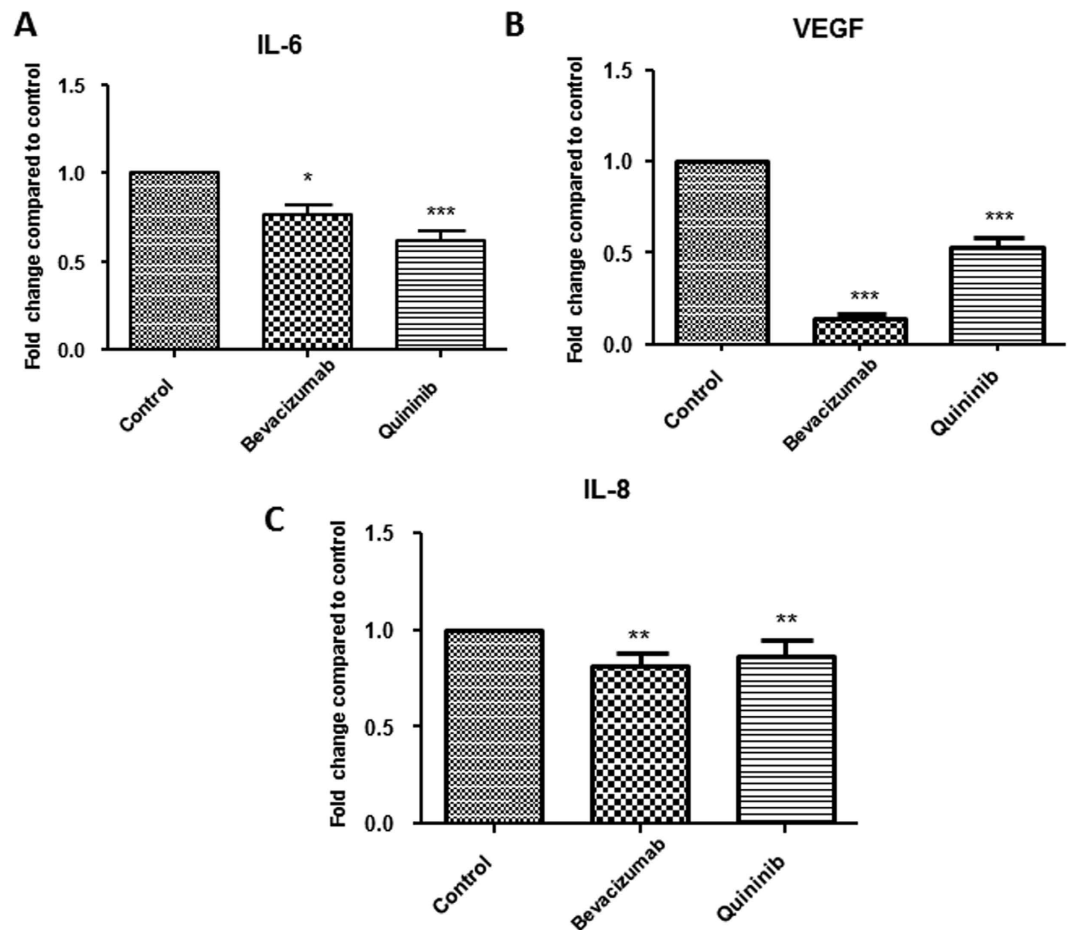 A
IL-6
Fold change compared to control
1.5
1.0
0.5
0.0
*
***
Control
Bevacizumab
Quininib
B
VEGF
Fold change compared to control
1.5
1.0
0.5
0.0
***
***
Control
Bevacizumab
Quininib
C
IL-8
Fold change compared to control
1.5
1.0
0.5
0.0
**
**
Control
Bevacizumab
Quininib